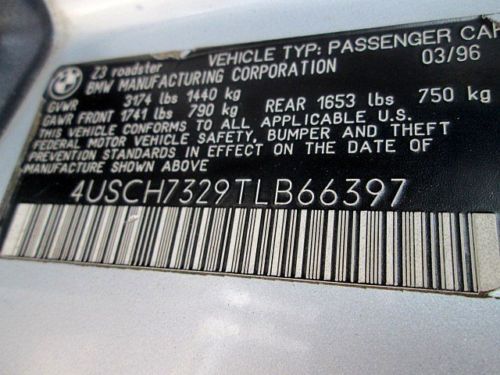 Z3 roadster VEHICLE TYP: PASSENGER CAR
BMW MANUFACTURING CORPORATION 03/96
GVWR 3174 lbs 1440 kg
GAWR FRONT 1741 lbs 790 kg REAR 1653 lbs 750 kg
THIS VEHICLE CONFORMS TO ALL APPLICABLE U.S.
FEDERAL MOTOR VEHICLE SAFETY, BUMPER AND THEFT
PREVENTION STANDARDS IN EFFECT ON THE DATE OF
MANUFACTURE SHOWN ABOVE
4USCH7329TLB66397